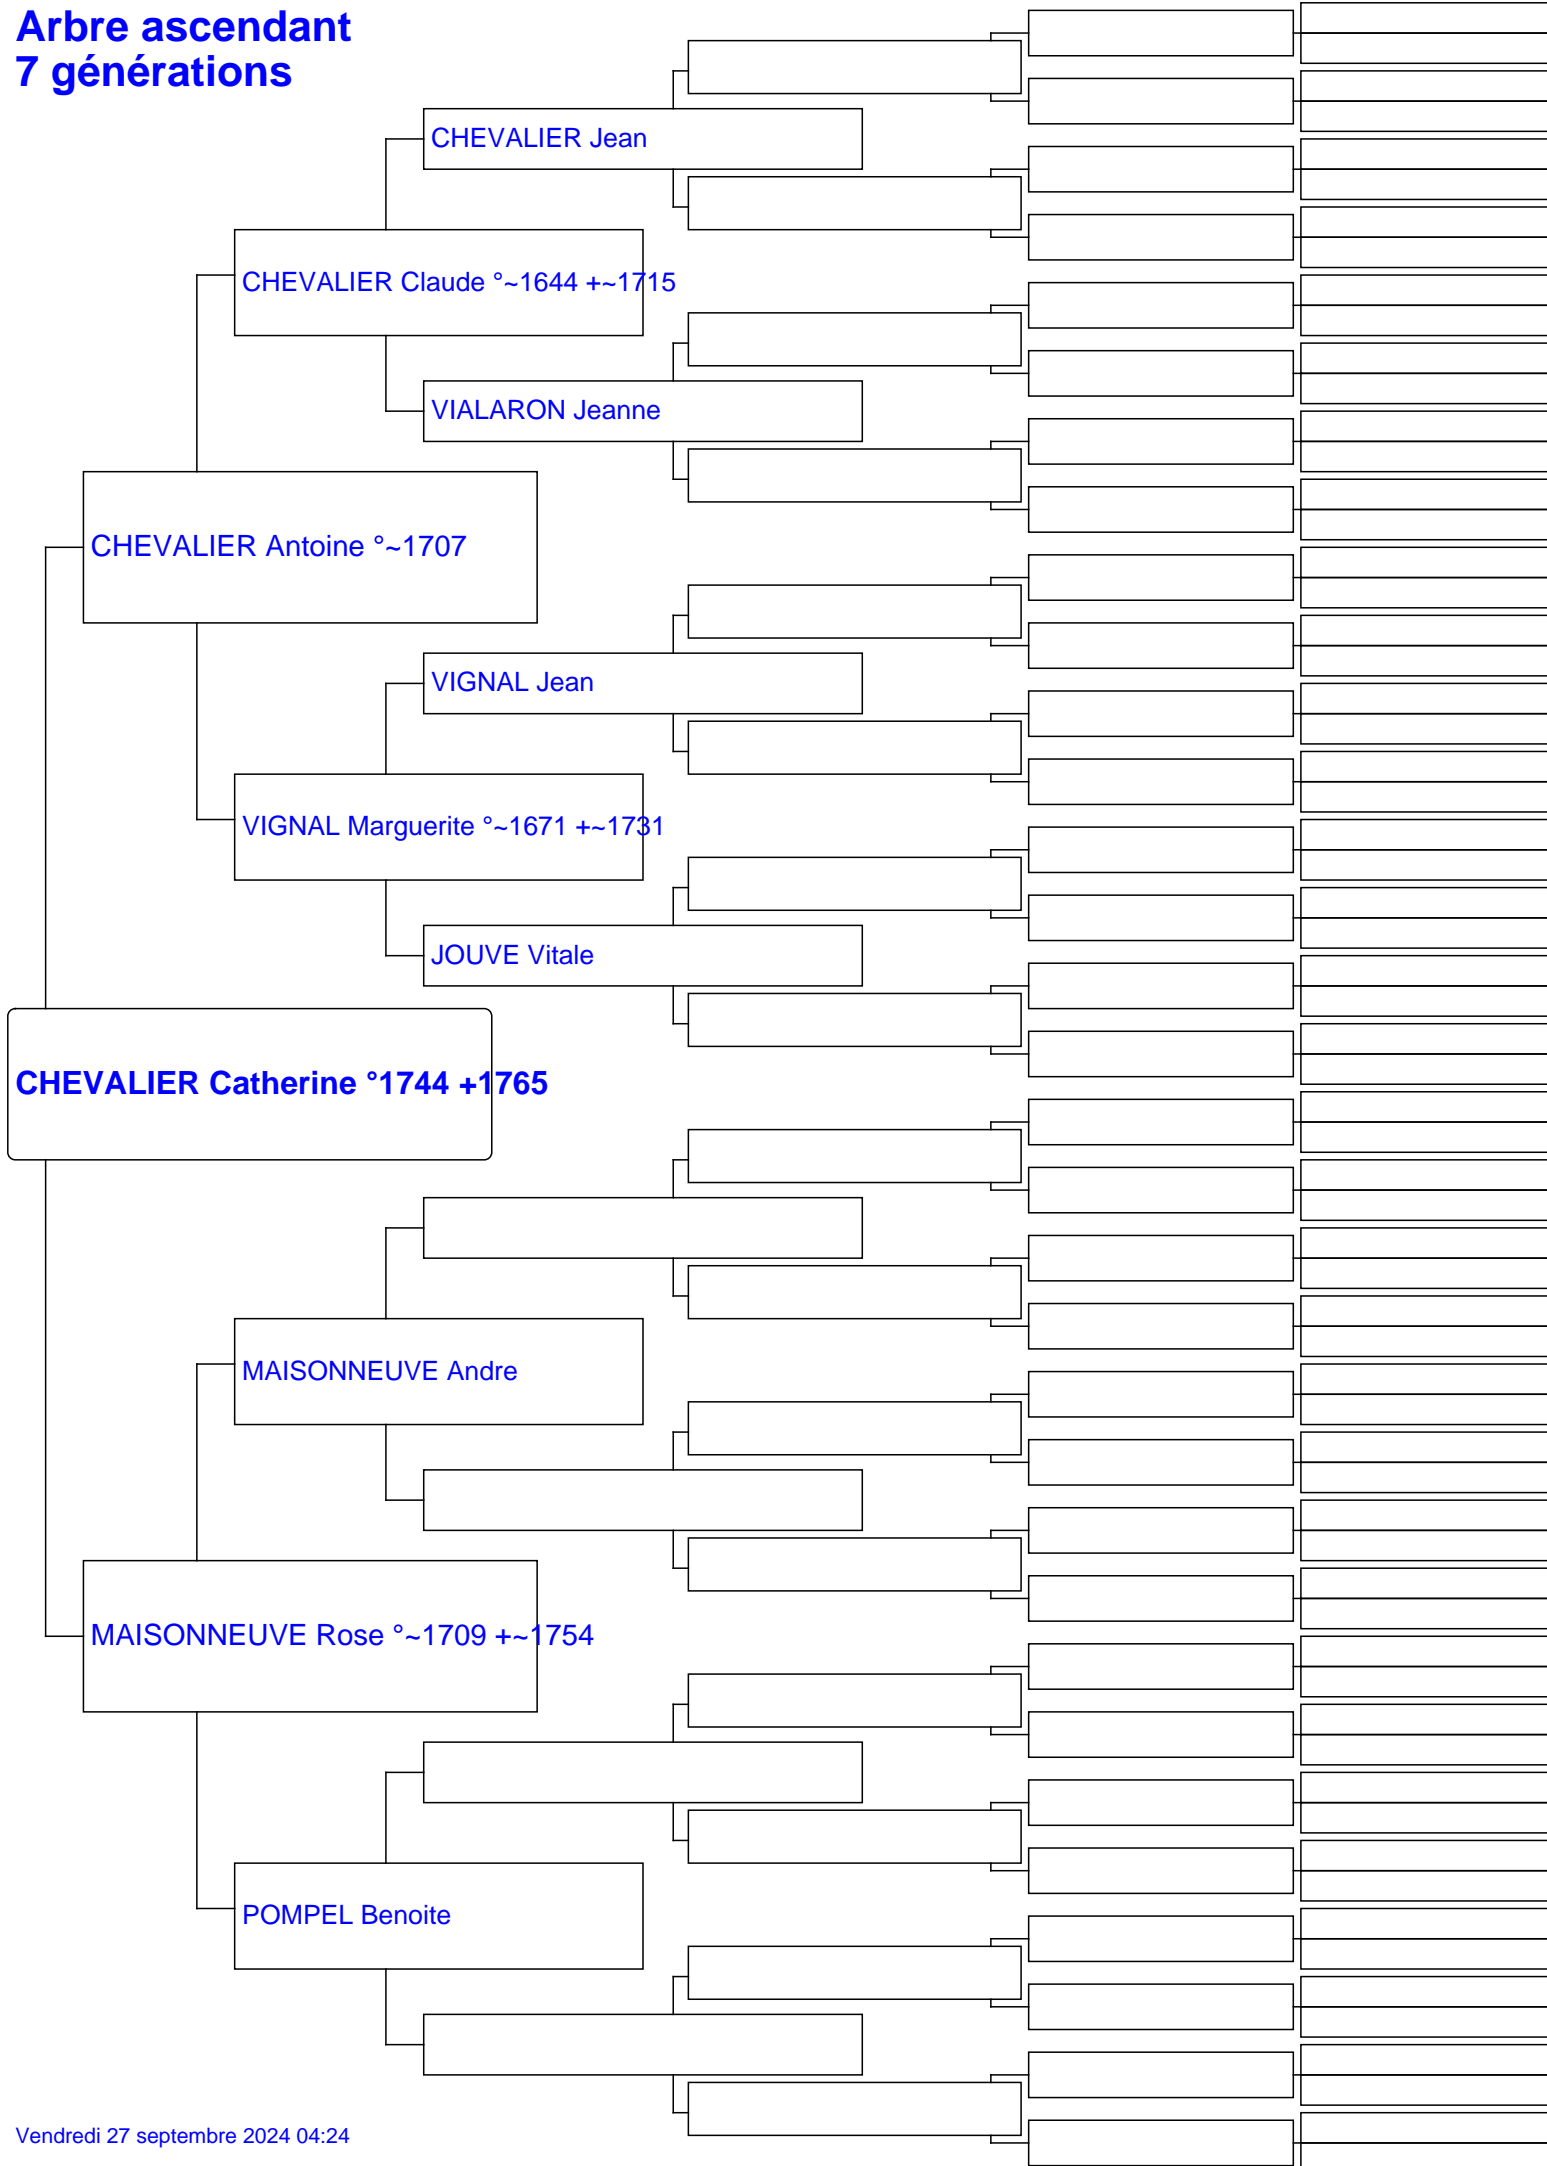 Arbre ascendant
7 générations
CHEVALIER Jean
CHEVALIER Claude °~1644 +~1715
VIALARON Jeanne
CHEVALIER Antoine °~1707
VIGNAL Jean
VIGNAL Marguerite °~1671 +~1731
JOUVE Vitale
CHEVALIER Catherine °1744 +1765
MAISONNEUVE Andre
MAISONNEUVE Rose °~1709 +~1754
POMPEL Benoite
Vendredi 27 septembre 2024 04:24